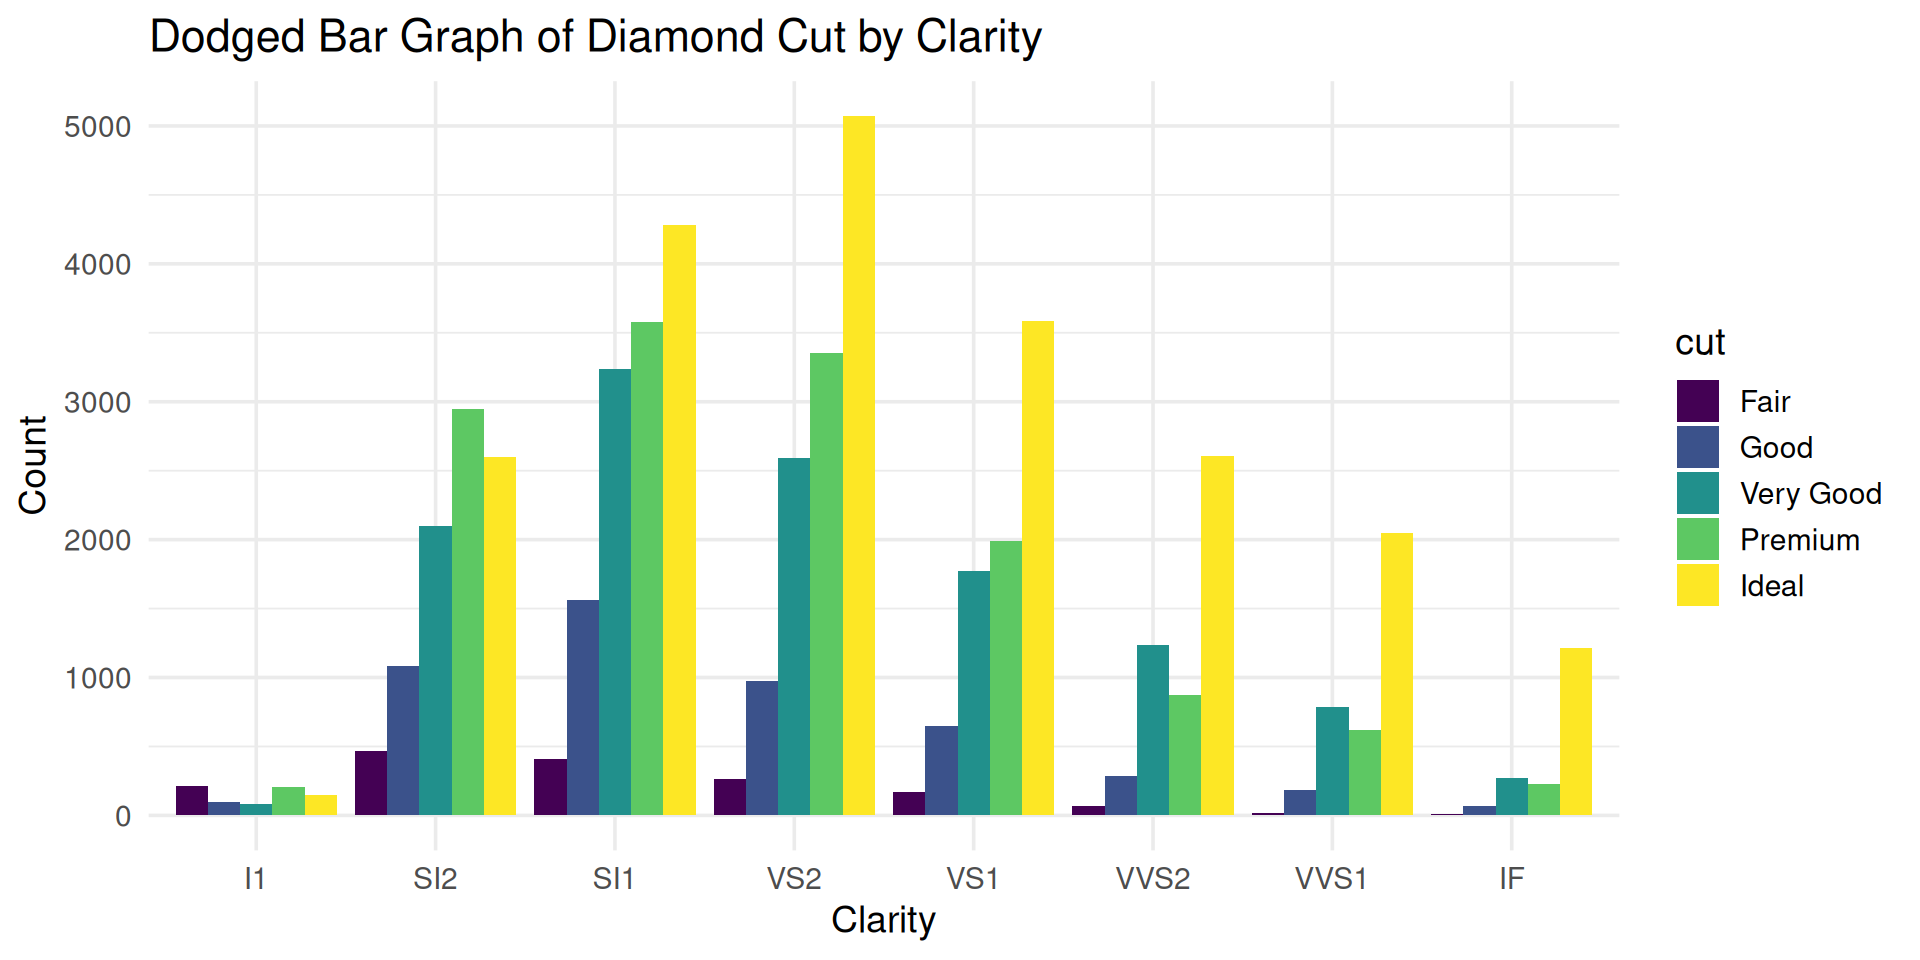 Dodged Bar Graph of Diamond Cut by Clarity
5000
4000
3000
2000
1000
0
Count
I1 SI2 SI1 VS2 VS1 VVS2 VVS1 IF
Clarity
cut
Fair
Good
Very Good
Premium
Ideal